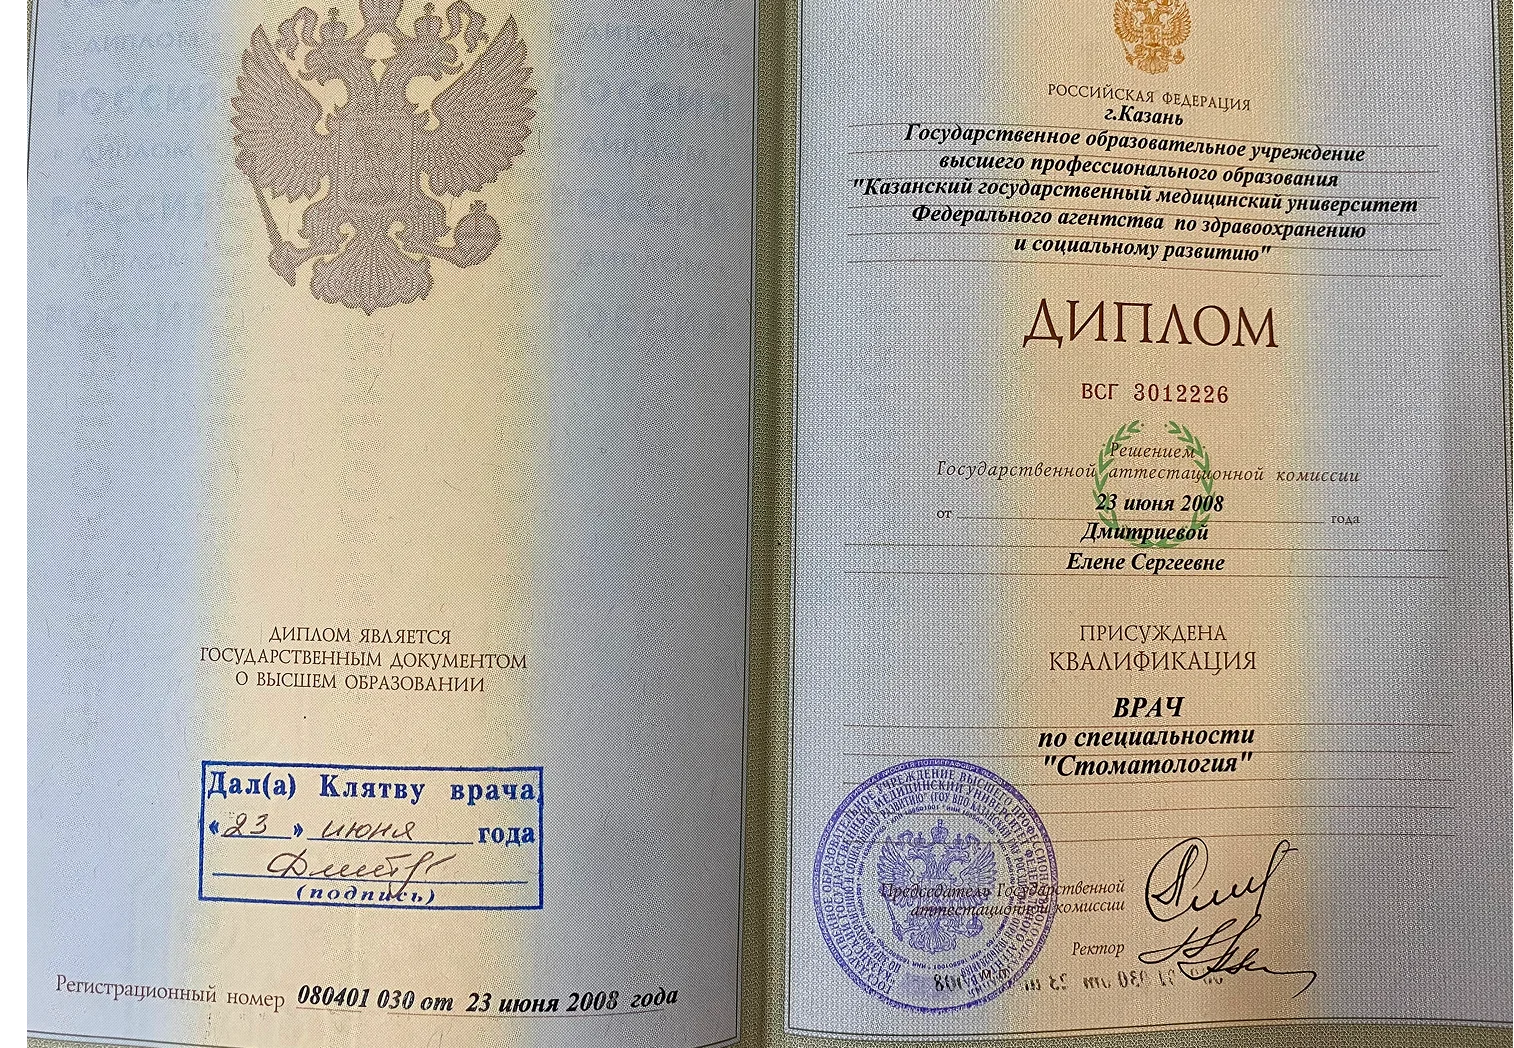 ДИПЛОМ ЯВЛЯЕТСЯ
ГОСУДАРСТВЕННЫМ ДОКУМЕНТОМ
О ВЫСШЕМ ОБРАЗОВАНИИ
Дал(а) Клятву врача
«23» июня года
(подпись)
Регистрационный номер 080401 030 от 23 июня 2008 года
РОССИЙСКАЯ ФЕДЕРАЦИЯ
г.Казань
Государственное образовательное учреждение
высшего профессионального образования
"Казанский государственный медицинский университет
Федерального агентства по здравоохранению
и социальному развитию"
ДИПЛОМ
ВСГ 3012226
Решением
Государственной аттестационной комиссии
от 23 июня 2008 года
Дмитриевой
Елене Сергеевне
ПРИСУЖДЕНА
КВАЛИФИКАЦИЯ
ВРАЧ
по специальности
"Стоматология"
Председатель Государственной
аттестационной комиссии
Ректор